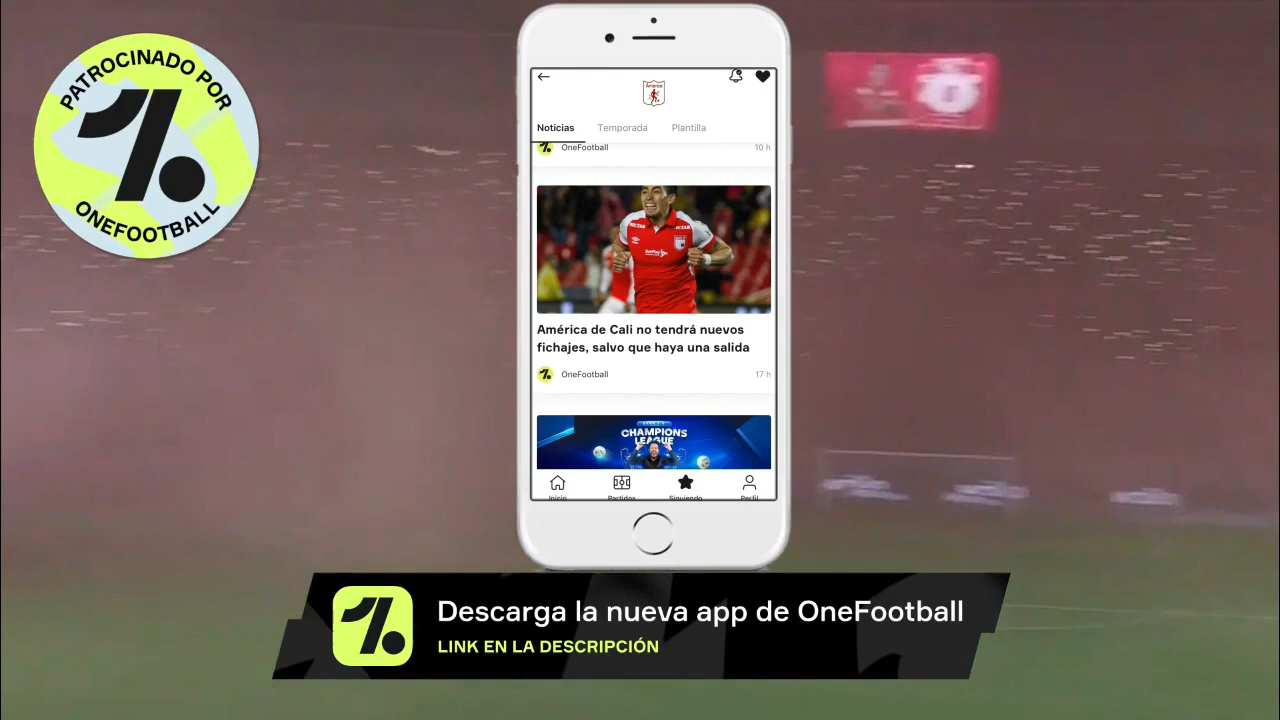 PATROCINADO POR
ONEFOOTBALL
América
Noticias
Temporada
Plantilla
OneFootball
10 h
América de Cali no tendrá nuevos
fichajes, salvo que haya una salida
OneFootball
17 h
CHAMPIONS
LEAGUE
Inicio
Partidos
Siguiendo
Perfil
Descarga la nueva app de OneFootball
LINK EN LA DESCRIPCIÓN